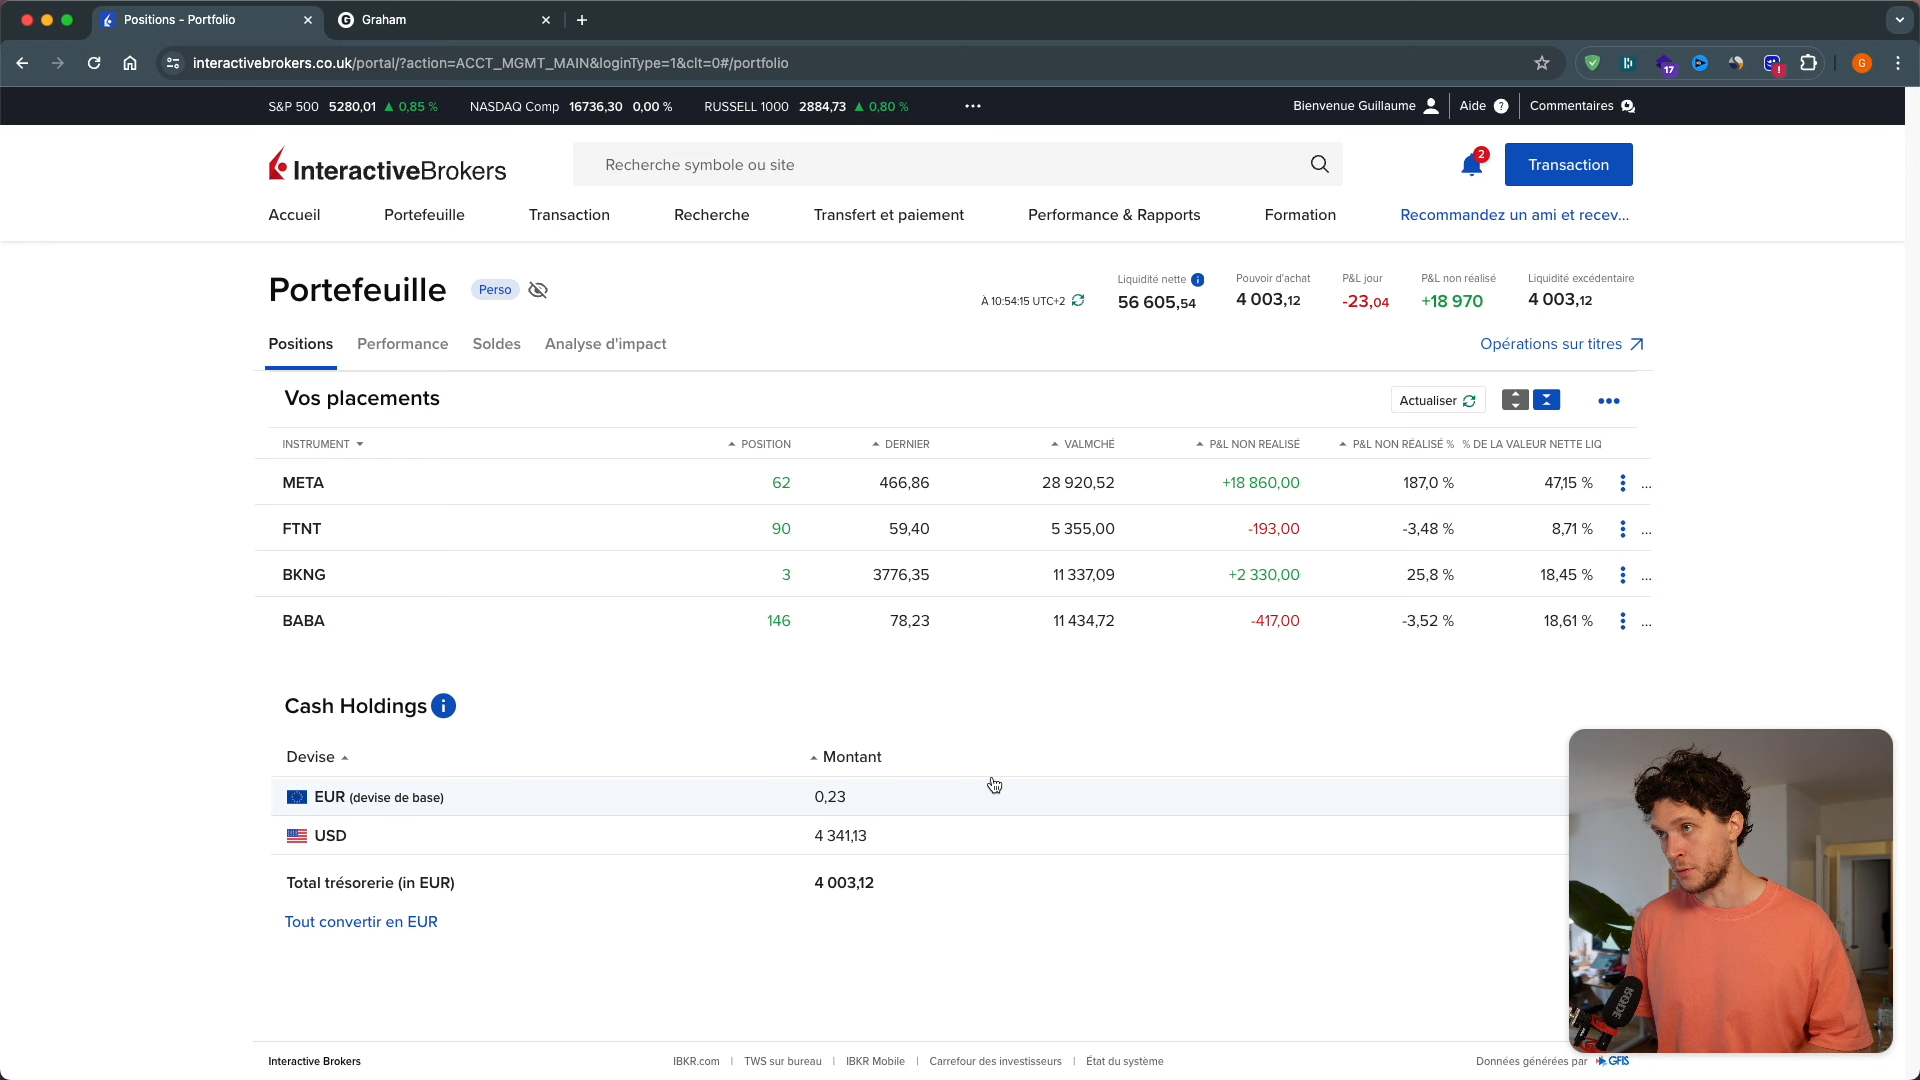 Positions - Portfolio
Graham
interactivebrokers.co.uk/portal/?action=ACCT_MGMT_MAIN&loginType=1&clt=0#/portfolio
17
!
G
S&P 500 5280,01 ▲ 0,85 % NASDAQ Comp 16736,30 0,00 % RUSSELL 1000 2884,73 ▲ 0,80 % •••
Bienvenue Guillaume Aide ? Commentaires
InteractiveBrokers
Recherche symbole ou site
2
Transaction
Accueil Portefeuille Transaction Recherche Transfert et paiement Performance & Rapports Formation Recommandez un ami et recev...
Portefeuille Perso
À 10:54:15 UTC+2
Liquidité nette i Pouvoir d'achat P&L jour P&L non réalisé Liquidité excédentaire
56 605,54 4 003,12 -23,04 +18 970 4 003,12
Positions Performance Soldes Analyse d'impact Opérations sur titres
Vos placements
Actualiser
INSTRUMENT POSITION DERNIER VALMCHÉ P&L NON REALISÉ P&L NON RÉALISÉ % % DE LA VALEUR NETTE LIQ
META 62 466,86 28 920,52 +18 860,00 187,0 % 47,15 % ...
FTNT 90 59,40 5 355,00 -193,00 -3,48 % 8,71 % ...
BKNG 3 3776,35 11 337,09 +2 330,00 25,8 % 18,45 % ...
BABA 146 78,23 11 434,72 -417,00 -3,52 % 18,61 % ...
Cash Holdings i
Devise Montant
EUR (devise de base) 0,23
USD 4 341,13
Total trésorerie (in EUR) 4 003,12
Tout convertir en EUR
RODE
Interactive Brokers
IBKR.com | TWS sur bureau | IBKR Mobile | Carrefour des investisseurs | État du système
Données générées par GFIS